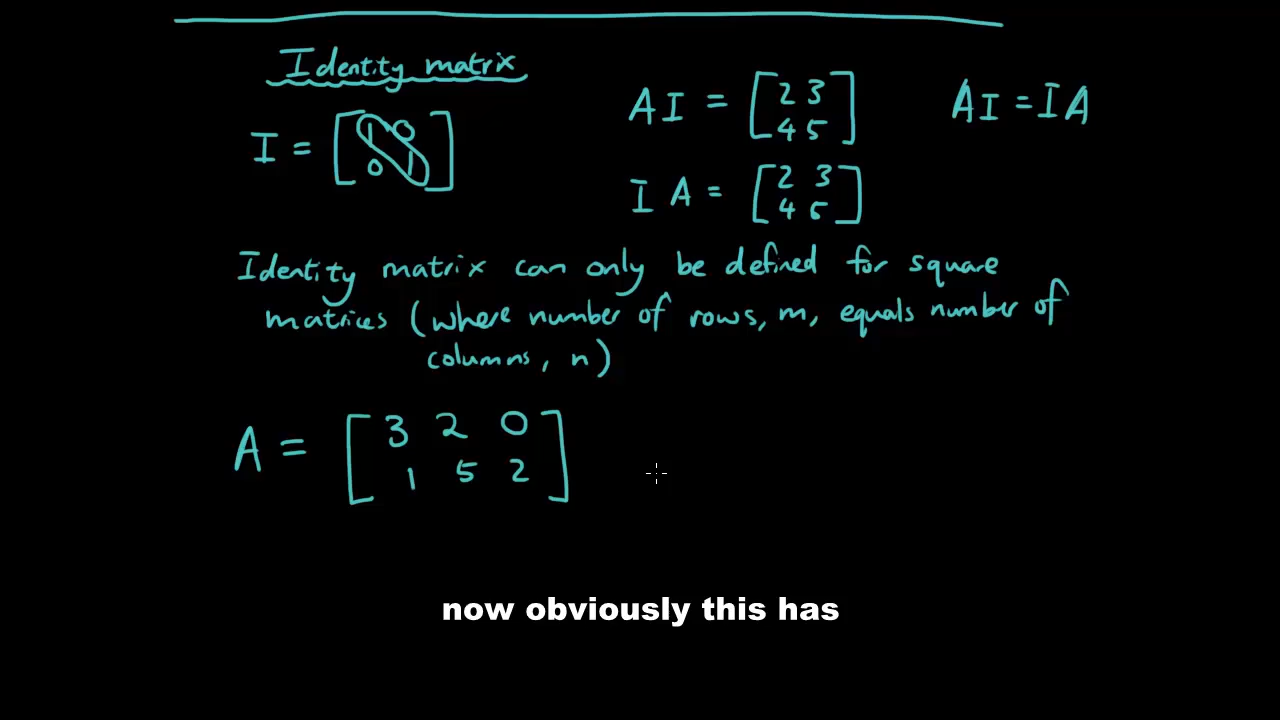 Identity matrix
I = [1 0
0 1]
AI = [2 3
4 5]
AI = IA
I A = [2 3
4 5]
Identity matrix can only be defined for square
matrices (where number of rows, m, equals number of
columns, n)
A = [3 2 0
1 5 2]
now obviously this has